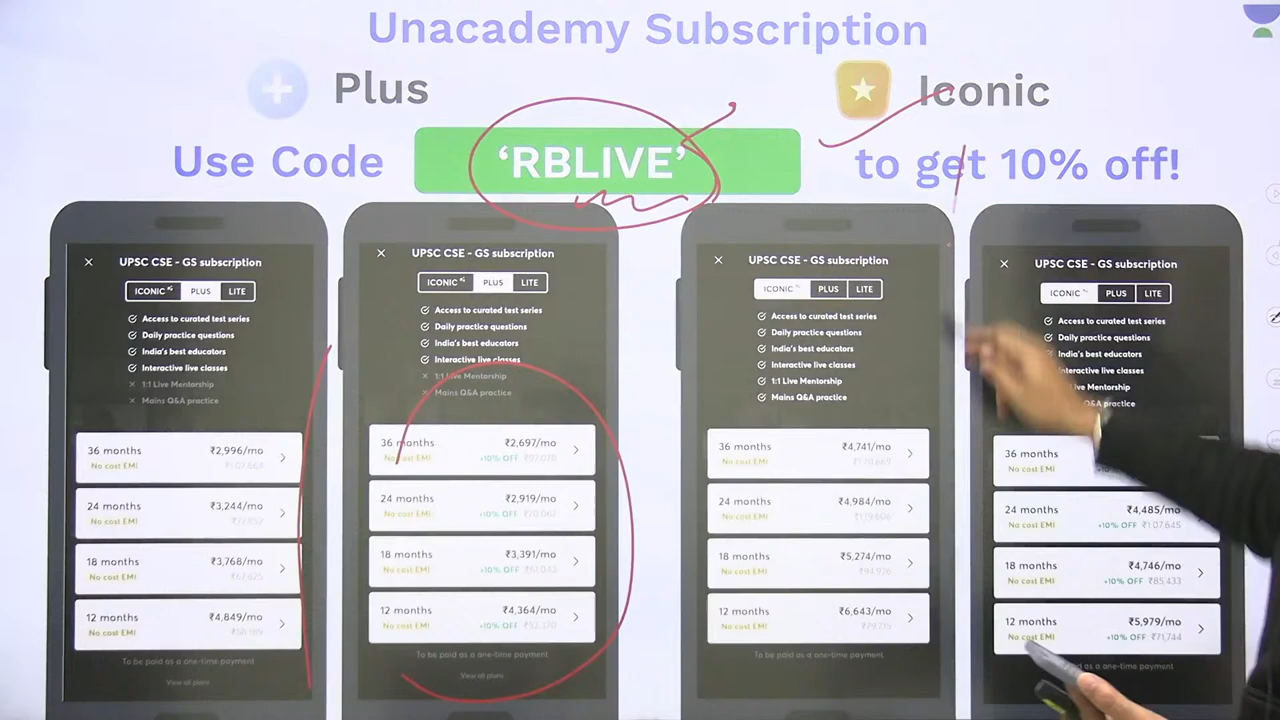 Unacademy Subscription
Plus
Iconic
Use Code 'RBLIVE' to get 10% off!
UPSC CSE - GS subscription
ICONIC PLUS LITE
Access to curated test series
Daily practice questions
India's best educators
Interactive live classes
1:1 Live Mentorship
Mains Q&A practice
36 months ₹2,996/mo
No cost EMI
24 months ₹3,244/mo
No cost EMI
18 months ₹3,768/mo
No cost EMI
12 months ₹4,849/mo
No cost EMI
To be paid as a one-time payment
View all plans
UPSC CSE - GS subscription
ICONIC PLUS LITE
Access to curated test series
Daily practice questions
India's best educators
Interactive live classes
1:1 Live Mentorship
Mains Q&A practice
36 months ₹2,697/mo
No cost EMI +10% OFF
24 months ₹2,919/mo
No cost EMI +10% OFF
18 months ₹3,391/mo
No cost EMI +10% OFF
12 months ₹4,364/mo
No cost EMI +10% OFF
To be paid as a one-time payment
View all plans
UPSC CSE - GS subscription
ICONIC PLUS LITE
Access to curated test series
Daily practice questions
India's best educators
Interactive live classes
1:1 Live Mentorship
Mains Q&A practice
36 months ₹4,741/mo
No cost EMI
24 months ₹4,984/mo
No cost EMI
18 months ₹5,274/mo
No cost EMI
12 months ₹6,643/mo
No cost EMI
To be paid as a one-time payment
UPSC CSE - GS subscription
ICONIC PLUS LITE
Access to curated test series
Daily practice questions
India's best educators
Interactive live classes
Live Mentorship
practice
36 months
No cost EMI
24 months ₹4,485/mo
No cost EMI +10% OFF ₹1,07,645
18 months ₹4,746/mo
No cost EMI +10% OFF ₹85,433
12 months ₹5,979/mo
No cost EMI +10% OFF ₹71,744
as a one-time payment